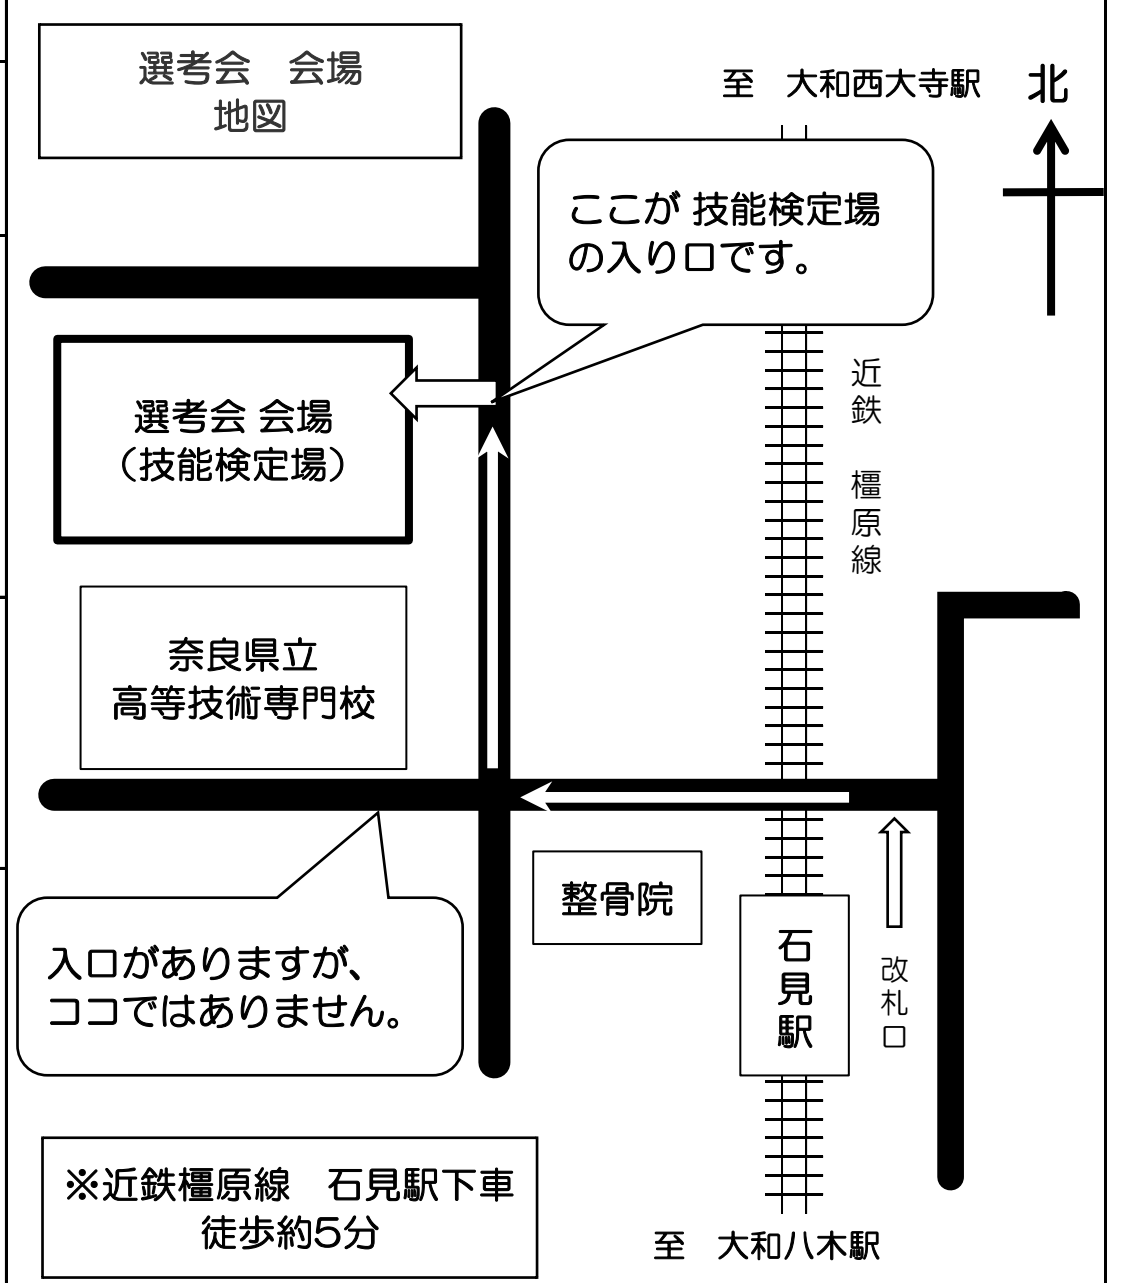 選考会　会場
地図
至　大和西大寺駅
北
ここが 技能検定場
の入り口です。
近鉄　橿原線
選考会 会場
（技能検定場）
奈良県立
高等技術専門校
整骨院
石見駅
改札口
入口がありますが、
ココではありません。
※近鉄橿原線　石見駅下車
徒歩約5分
至　大和八木駅